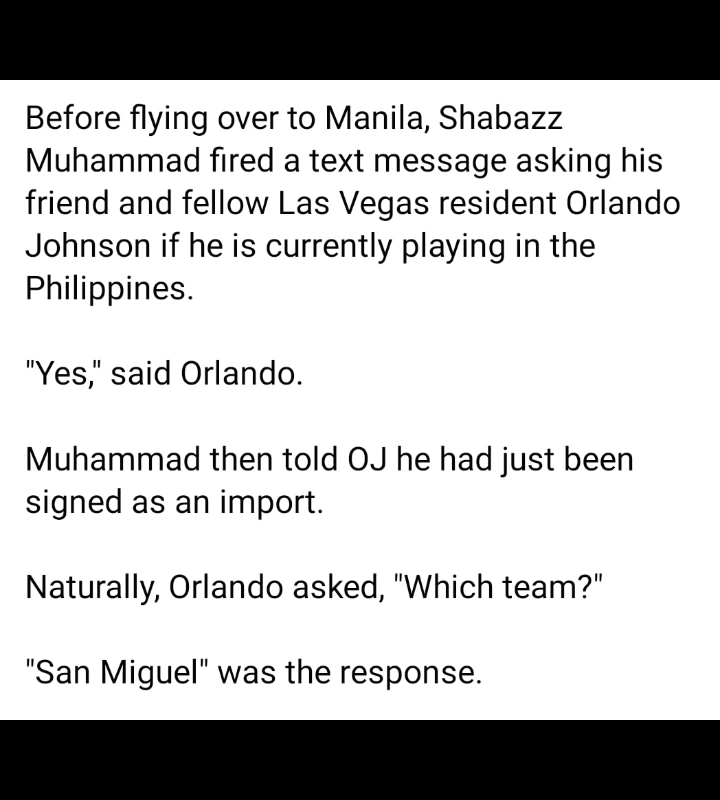 Before flying over to Manila, Shabazz
Muhammad fired a text message asking his
friend and fellow Las Vegas resident Orlando
Johnson if he is currently playing in the
Philippines.
"Yes," said Orlando.
Muhammad then told OJ he had just been
signed as an import.
Naturally, Orlando asked, "Which team?"
"San Miguel" was the response.